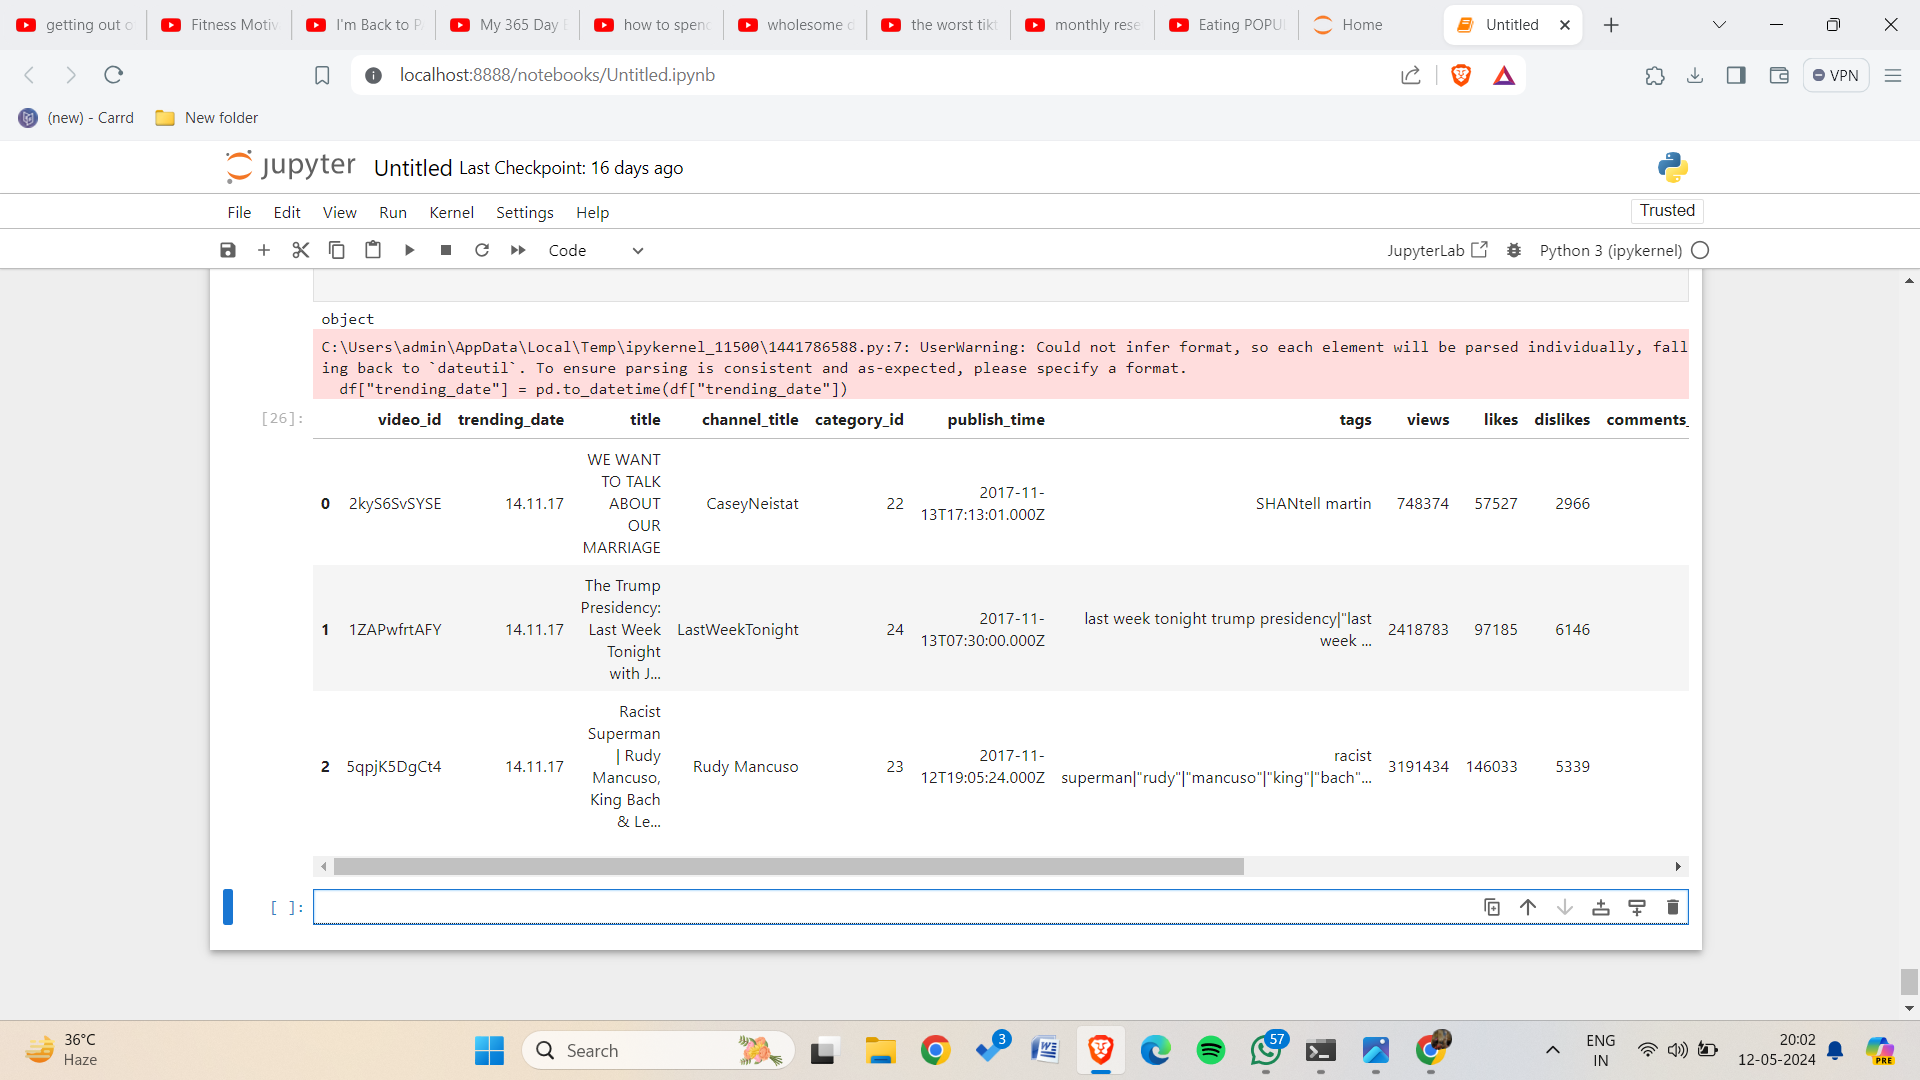 getting out o
Fitness Motiv
I'm Back to P
My 365 Day
how to spend
wholesome d
the worst tikt
monthly rese
Eating POPU
Home
Untitled
localhost:8888/notebooks/Untitled.ipynb
VPN
(new) - Carrd
New folder
jupyter
Untitled Last Checkpoint: 16 days ago
File Edit View Run Kernel Settings Help
Trusted
Code
JupyterLab
Python 3 (ipykernel)
object
C:\Users\admin\AppData\Local\Temp\ipykernel_11500\1441786588.py:7: UserWarning: Could not infer format, so each element will be parsed individually, fall
ing back to `dateutil`. To ensure parsing is consistent and as-expected, please specify a format.
df["trending_date"] = pd.to_datetime(df["trending_date"])
[26]:
video_id trending_date title channel_title category_id publish_time tags views likes dislikes comments_
0 2kyS6SvSYSE 14.11.17 WE WANT
TO TALK
ABOUT
OUR
MARRIAGE
CaseyNeistat 22 2017-11-
13T17:13:01.000Z
SHANtell martin 748374 57527 2966
1 1ZAPwfrtAFY 14.11.17 The Trump
Presidency:
Last Week
Tonight
with J...
LastWeekTonight 24 2017-11-
13T07:30:00.000Z
last week tonight trump presidency|"last
week ...
2418783 97185 6146
2 5qpjK5DgCt4 14.11.17 Racist
Superman
| Rudy
Mancuso,
King Bach
& Le...
Rudy Mancuso 23 2017-11-
12T19:05:24.000Z
racist
superman|"rudy"|"mancuso"|"king"|"bach"...
3191434 146033 5339
[ ]:
36°C
Haze
Search
3
57
ENG
IN
20:02
12-05-2024
PRE